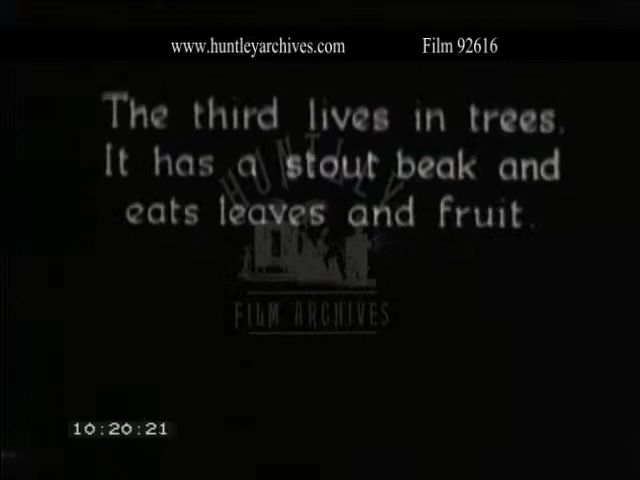 www.huntleyarchives.com Film 92616
The third lives in trees.
It has a stout beak and
eats leaves and fruit.
HUNTLEY
FILM ARCHIVES
10:20:21